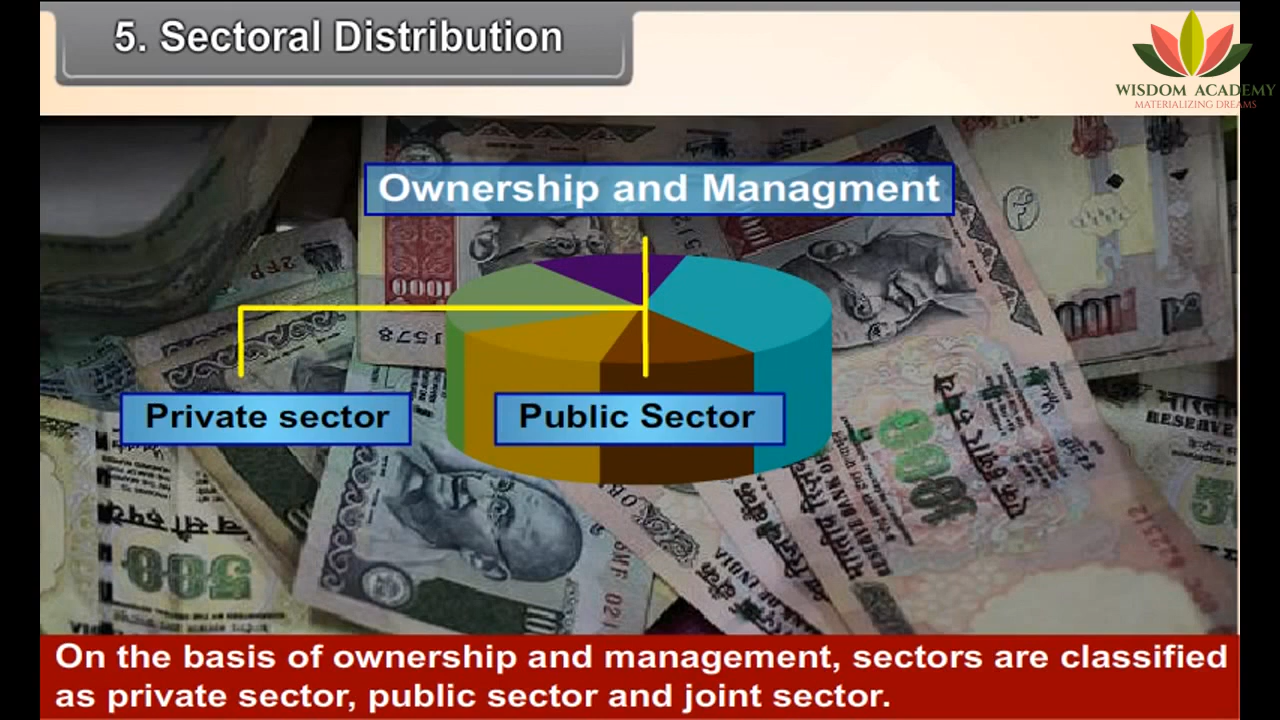 5. Sectoral Distribution
WISDOM ACADEMY
MATERIALIZING DREAMS
Ownership and Managment
Private sector
Public Sector
On the basis of ownership and management, sectors are classified
as private sector, public sector and joint sector.